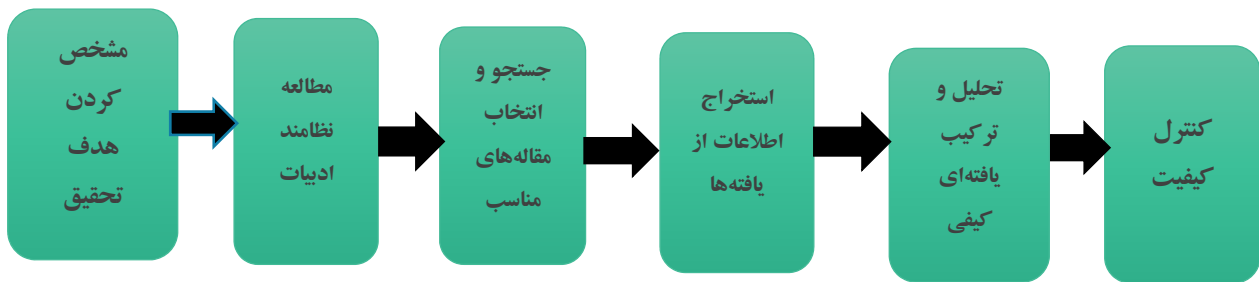 مشخص
کردن
هدف
تحقیق
مطالعه
نظامند
ادبیات
جستجو و
انتخاب
مقاله‌های
مناسب
استخراج
اطلاعات از
یافته‌ها
تحلیل و
ترکیب
یافته‌ای
کیفی
کنترل
کیفیت